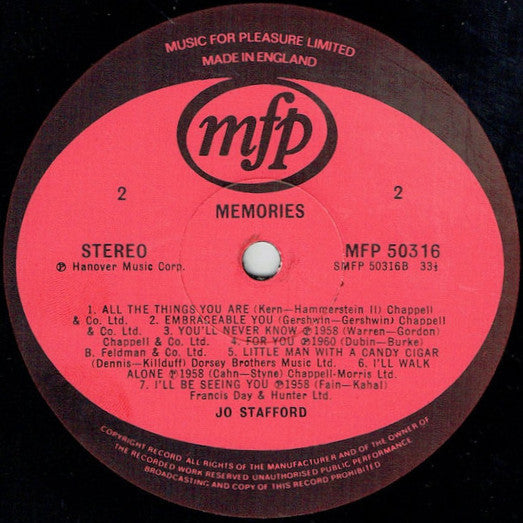 MUSIC FOR PLEASURE LIMITED
MADE IN ENGLAND
mfp
2
2
MEMORIES
STEREO
MFP 50316
℗ Hanover Music Corp.
SMFP 50316B 33⅓
1. ALL THE THINGS YOU ARE (Kern—Hammerstein II) Chappell
& Co. Ltd. 2. EMBRACEABLE YOU (Gershwin—Gershwin) Chappell
& Co. Ltd. 3. YOU'LL NEVER KNOW ℗1958 (Warren—Gordon)
Chappell & Co. Ltd. 4. FOR YOU ℗1960 (Dubin—Burke)
B. Feldman & Co. Ltd. 5. LITTLE MAN WITH A CANDY CIGAR
(Dennis—Killduff) Dorsey Brothers Music Ltd. 6. I'LL WALK
ALONE ℗1958 (Cahn—Styne) Chappell-Morris Ltd.
7. I'LL BE SEEING YOU ℗1958 (Fain—Kahal)
Francis Day & Hunter Ltd.
JO STAFFORD
COPYRIGHT RECORD. ALL RIGHTS OF THE MANUFACTURER AND OF THE OWNER OF
THE RECORDED WORK RESERVED UNAUTHORISED PUBLIC PERFORMANCE
BROADCASTING AND COPY OF THIS RECORD PROHIBITED